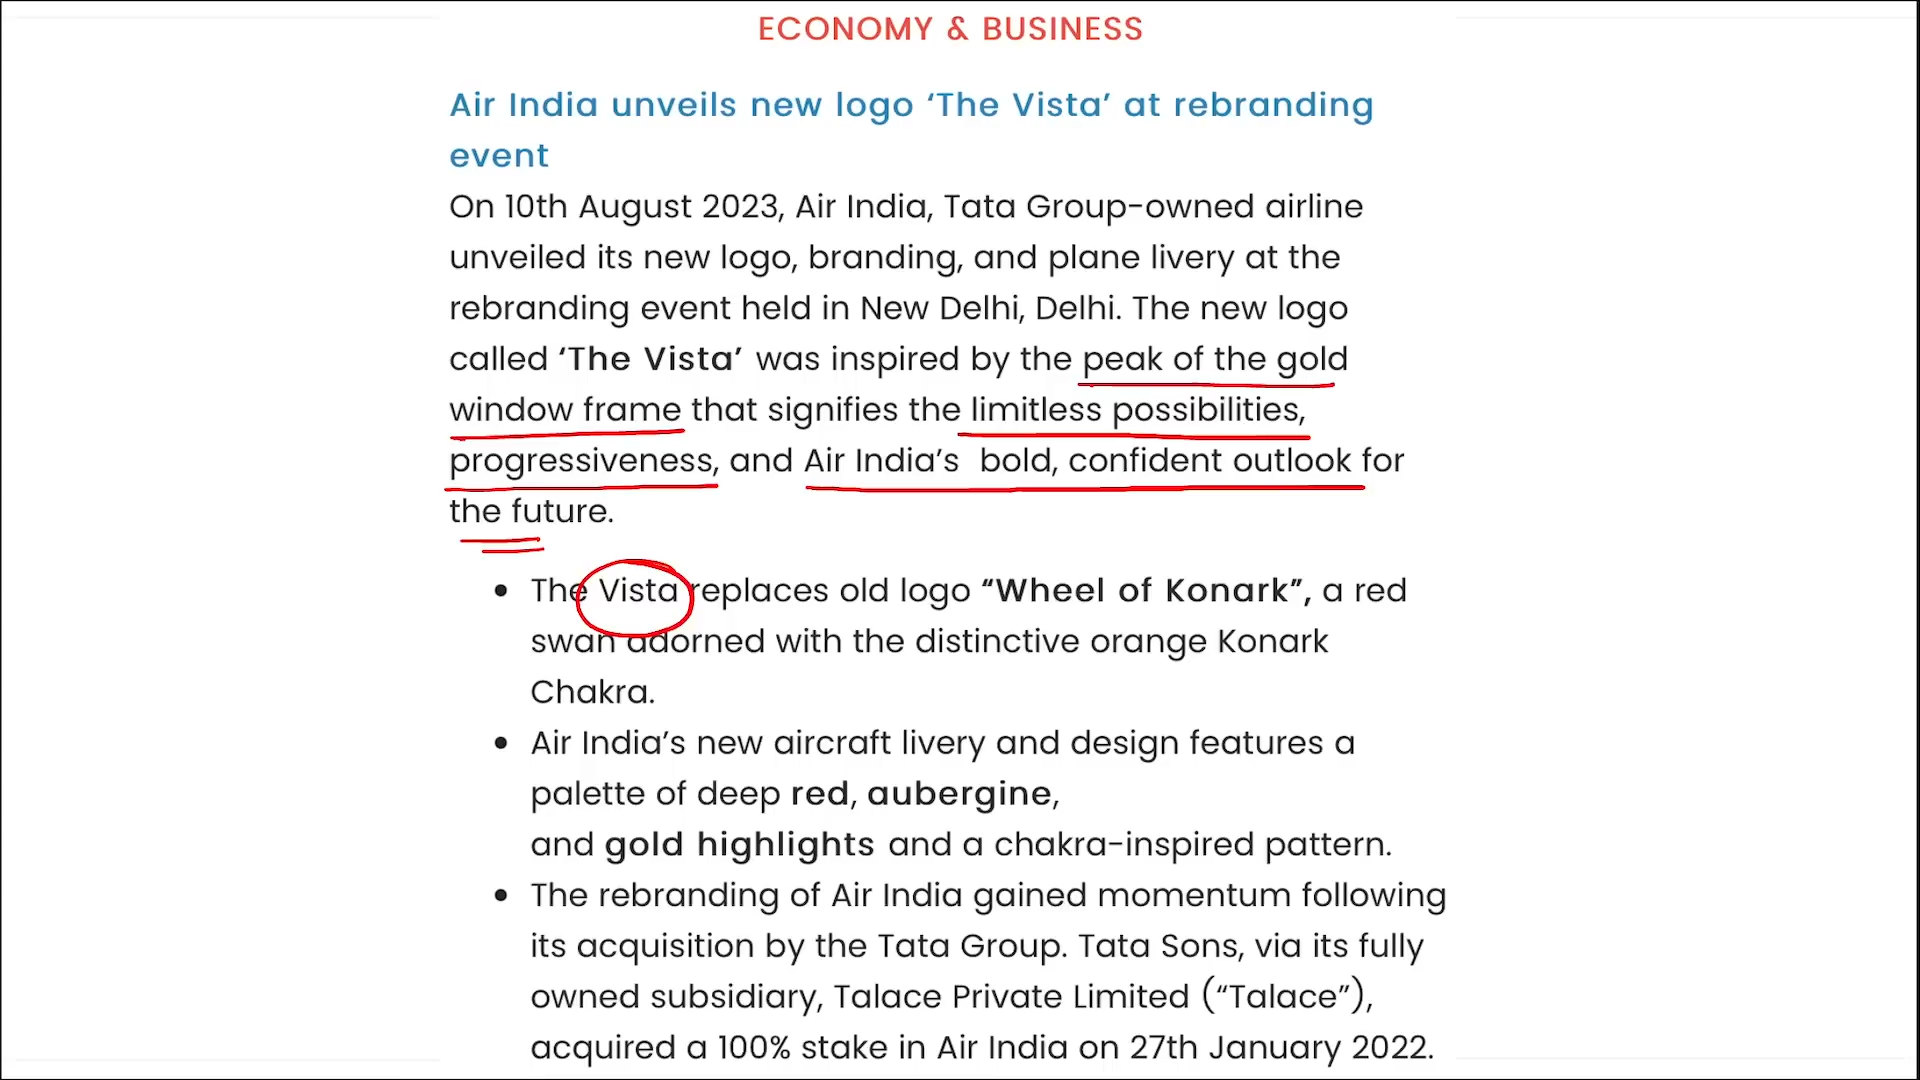 ECONOMY & BUSINESS
Air India unveils new logo ‘The Vista’ at rebranding
event
On 10th August 2023, Air India, Tata Group-owned airline
unveiled its new logo, branding, and plane livery at the
rebranding event held in New Delhi, Delhi. The new logo
called ‘The Vista’ was inspired by the peak of the gold
window frame that signifies the limitless possibilities,
progressiveness, and Air India’s bold, confident outlook for
the future.
• The Vista replaces old logo “Wheel of Konark”, a red
swan adorned with the distinctive orange Konark
Chakra.
• Air India’s new aircraft livery and design features a
palette of deep red, aubergine,
and gold highlights and a chakra-inspired pattern.
• The rebranding of Air India gained momentum following
its acquisition by the Tata Group. Tata Sons, via its fully
owned subsidiary, Talace Private Limited (“Talace”),
acquired a 100% stake in Air India on 27th January 2022.